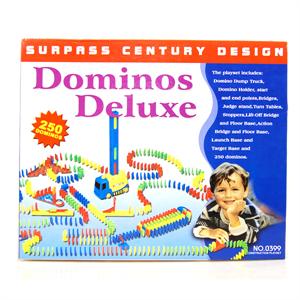 SURPASS CENTURY DESIGN
Dominos
Deluxe
250
DOMINOS
The playset includes:
Domino Dump Truck,
Domino Holder, start
and end points,Bridges,
Judge stand,Turn Tables,
Stoppers,Lift-Off Bridge
and Floor Base,Action
Bridge and Floor Base,
Launch Base and
Target Base and
250 dominos.
NO.0399
CONSTRUCTION PLAYSET